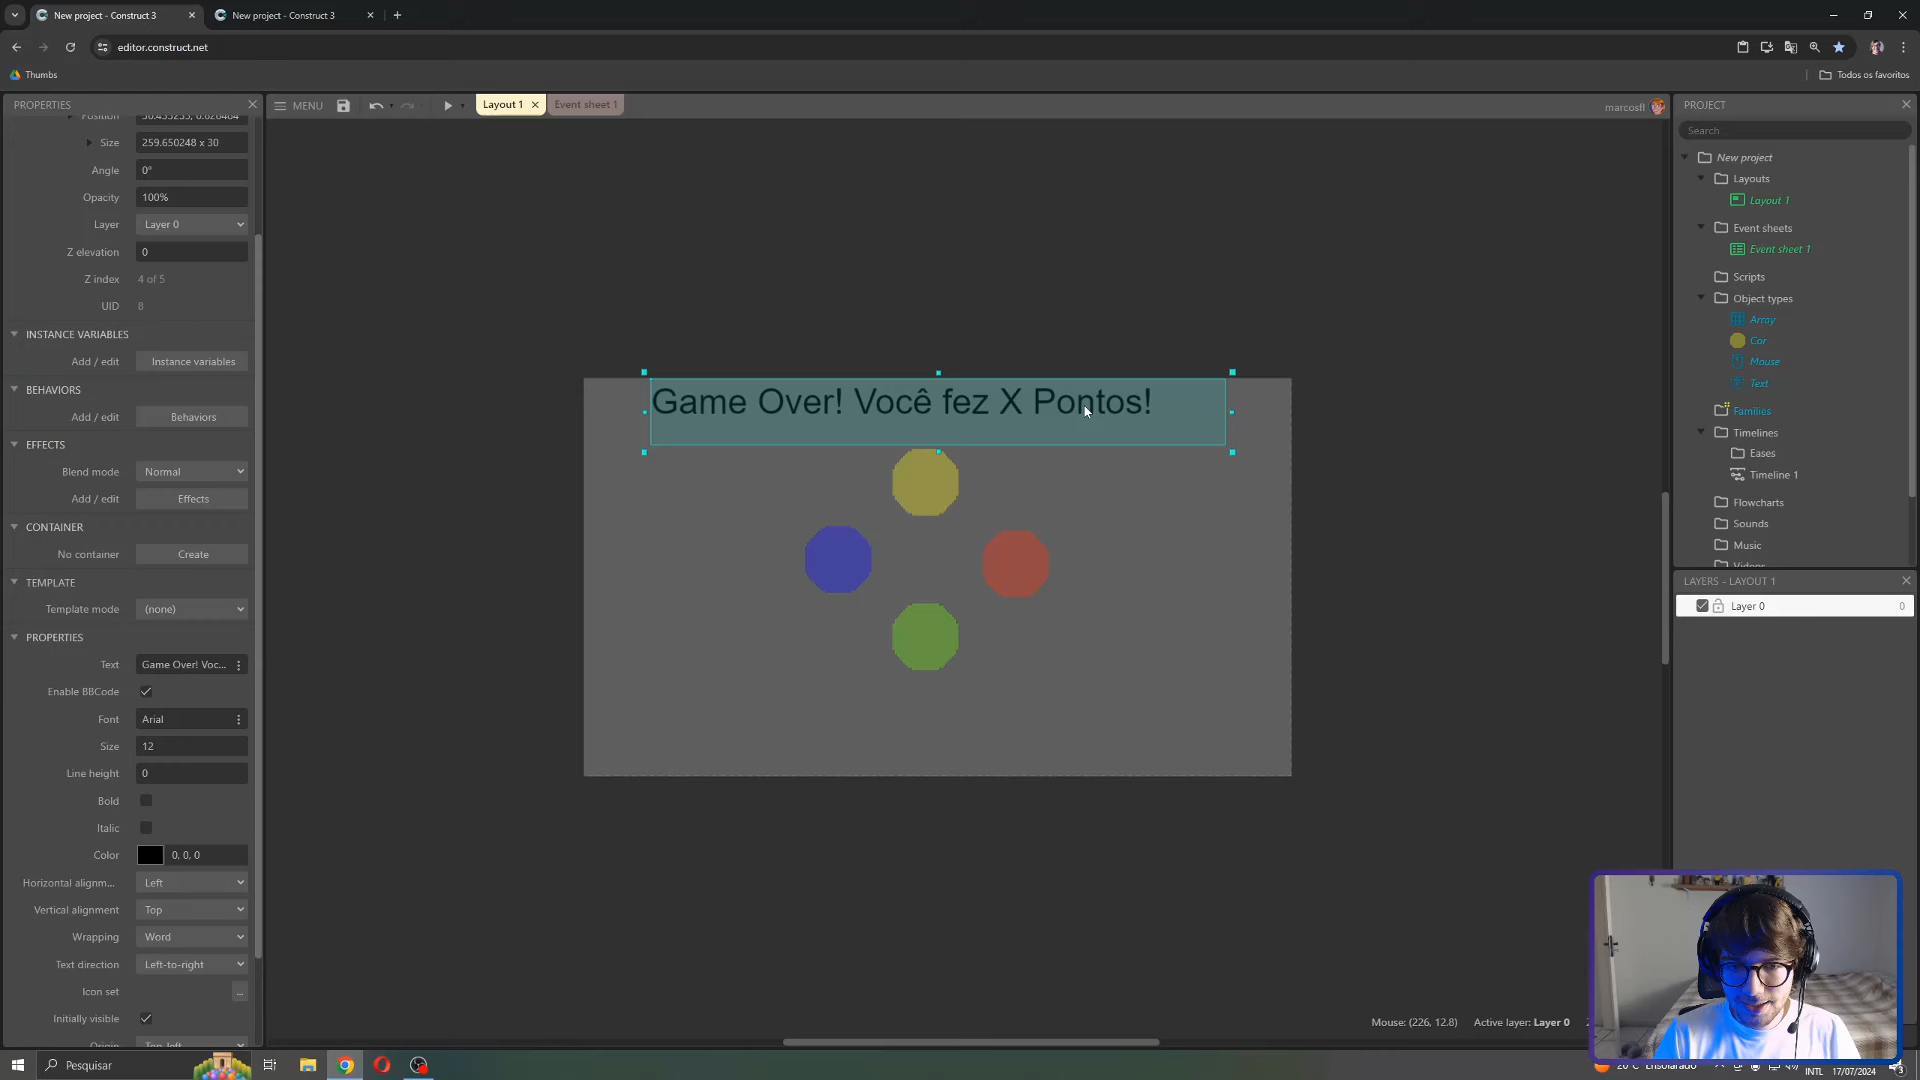 New project - Construct 3
New project - Construct 3
editor.construct.net
Thumbs
Todos os favoritos
PROPERTIES
MENU
Layout 1
Event sheet 1
marcosfl
PROJECT
Position
Size 259.650248 x 30
Angle 0°
Opacity 100%
Layer Layer 0
Z elevation 0
Z index 4 of 5
UID 8
INSTANCE VARIABLES
Add / edit Instance variables
BEHAVIORS
Add / edit Behaviors
EFFECTS
Blend mode Normal
Add / edit Effects
CONTAINER
No container Create
TEMPLATE
Template mode (none)
PROPERTIES
Text Game Over! Voc...
Enable BBCode
Font Arial
Size 12
Line height 0
Bold
Italic
Color 0, 0, 0
Horizontal alignm... Left
Vertical alignment Top
Wrapping Word
Text direction Left-to-right
Icon set ...
Initially visible
Origin Top-left
Game Over! Você fez X Pontos!
Search
New project
Layouts
Layout 1
Event sheets
Event sheet 1
Scripts
Object types
Array
Cor
Mouse
Text
Families
Timelines
Eases
Timeline 1
Flowcharts
Sounds
Music
Videos
LAYERS - LAYOUT 1
Layer 0 0
Mouse: (226, 12.8) Active layer: Layer 0
Pesquisar
20°C Ensolarado
INTL
17/07/2024